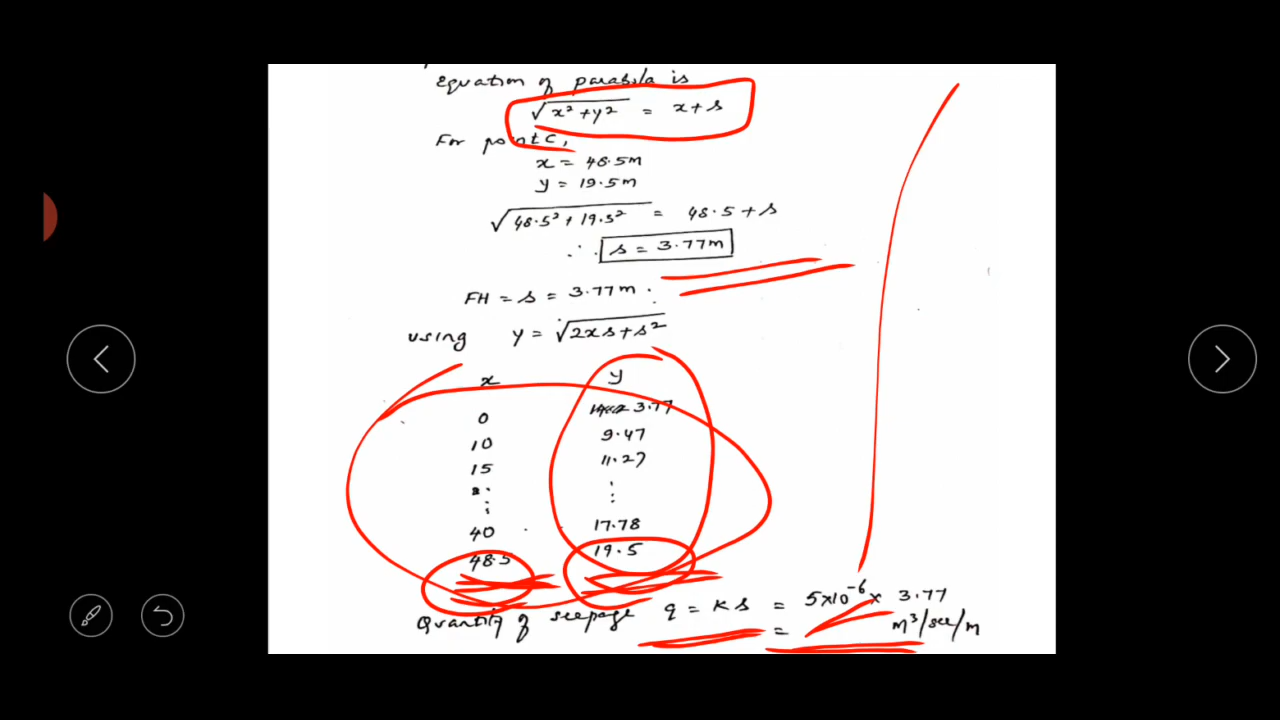 Equation of parabola is
√x²+y² = x+s
For point C,
x = 48.5m
y = 19.5m
√48.5²+19.5² = 48.5+s
∴ s = 3.77m
FH = s = 3.77m.
using y = √2xs+s²
x y
0 3.77
10 9.47
15 11.27
⋮ ⋮
40 17.78
48.5 19.5
Quantity of seepage q = ks = 5×10⁻⁶ × 3.77
= m³/sec/m